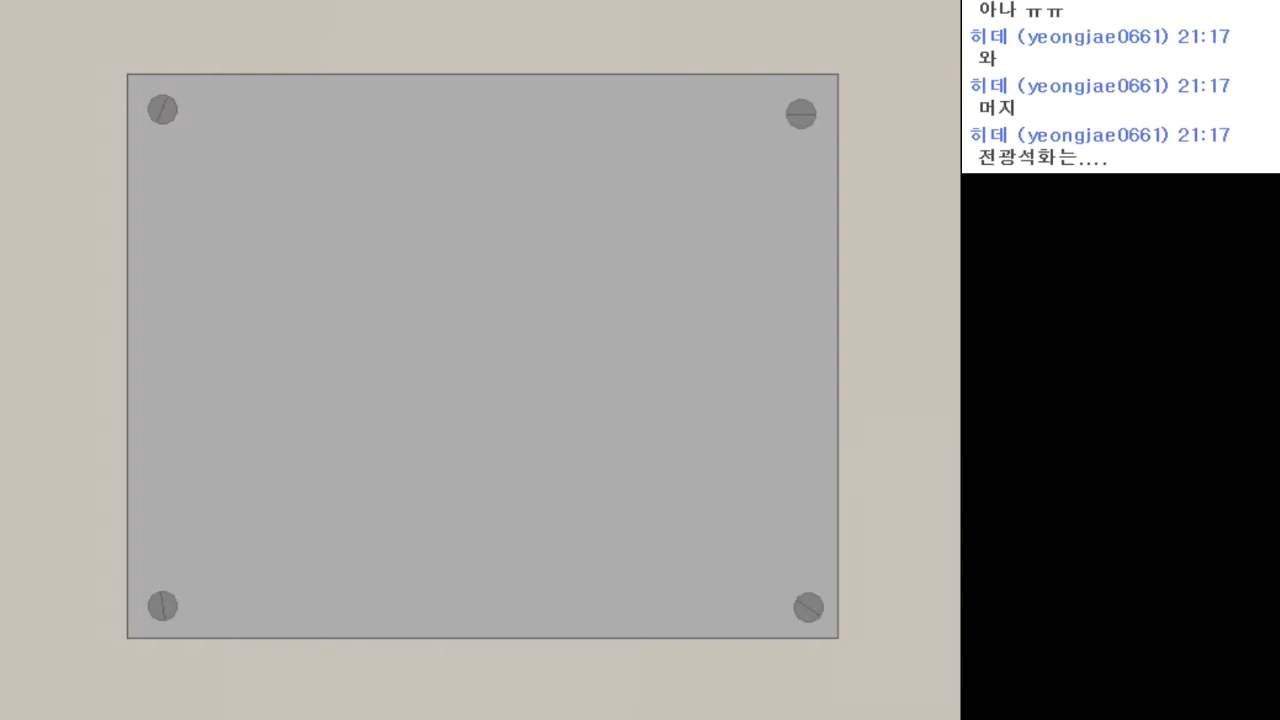 아나 ㅠㅠ
히데 (yeongjae0661) 21:17
와
히데 (yeongjae0661) 21:17
머지
히데 (yeongjae0661) 21:17
전광석화는....